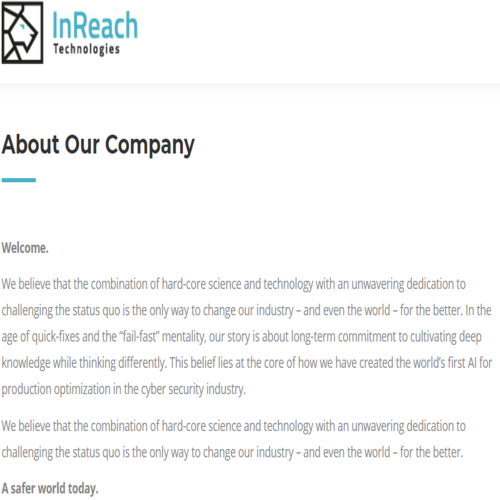 InReach
Technologies
About Our Company
Welcome.
We believe that the combination of hard-core science and technology with an unwavering dedication to
challenging the status quo is the only way to change our industry – and even the world – for the better. In the
age of quick-fixes and the “fail-fast” mentality, our story is about long-term commitment to cultivating deep
knowledge while thinking differently. This belief lies at the core of how we have created the world’s first AI for
production optimization in the cyber security industry.
We believe that the combination of hard-core science and technology with an unwavering dedication to
challenging the status quo is the only way to change our industry – and even the world – for the better.
A safer world today.